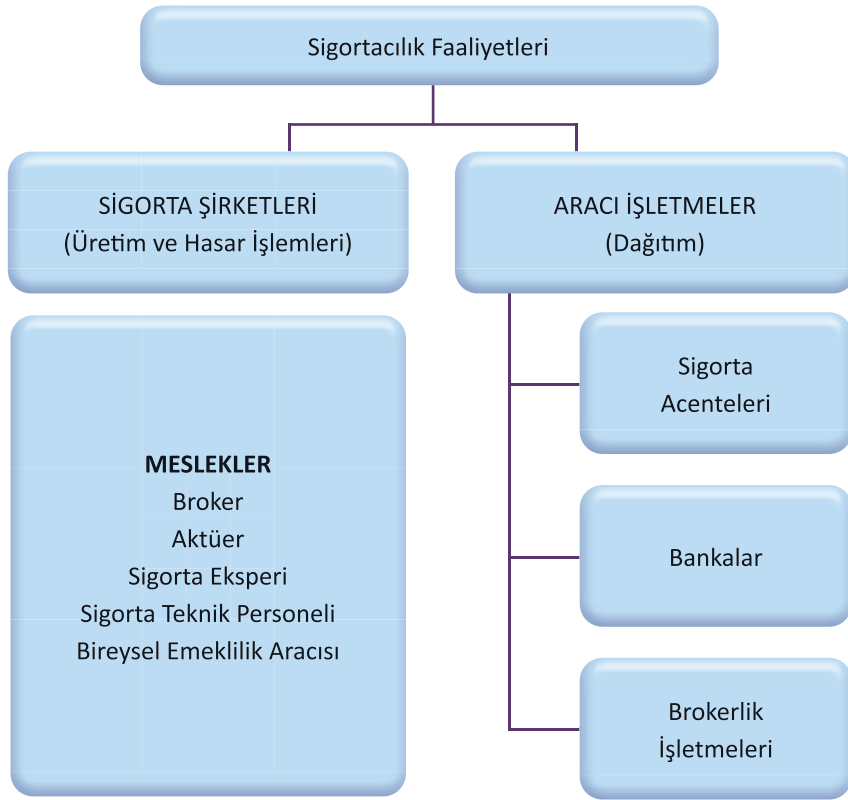 Sigortacılık Faaliyetleri
SİGORTA ŞİRKETLERİ
(Üretim ve Hasar İşlemleri)
ARACI İŞLETMELER
(Dağıtım)
MESLEKLER
Broker
Aktüer
Sigorta Eksperi
Sigorta Teknik Personeli
Bireysel Emeklilik Aracısı
Sigorta
Acenteleri
Bankalar
Brokerlik
İşletmeleri